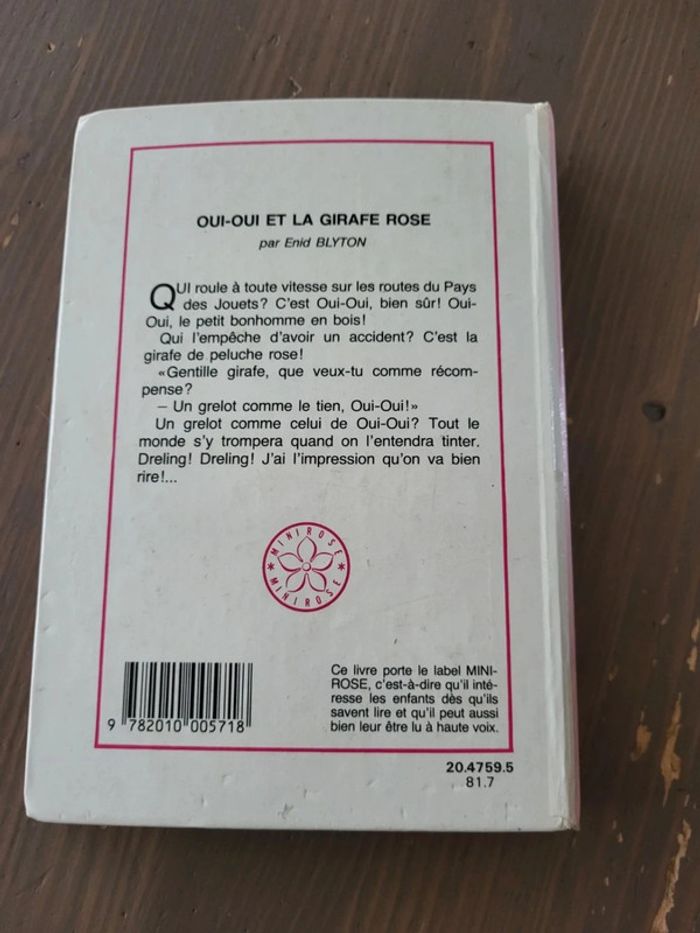 OUI-OUI ET LA GIRAFE ROSE
par Enid BLYTON
QUI roule à toute vitesse sur les routes du Pays
des Jouets? C'est Oui-Oui, bien sûr! Oui-
Oui, le petit bonhomme en bois!
Qui l'empêche d'avoir un accident? C'est la
girafe de peluche rose!
«Gentille girafe, que veux-tu comme récom-
pense?
– Un grelot comme le tien, Oui-Oui!»
Un grelot comme celui de Oui-Oui? Tout le
monde s'y trompera quand on l'entendra tinter.
Dreling! Dreling! J'ai l'impression qu'on va bien
rire!...
MINIROSE
MINIROSE
Ce livre porte le label MINI-
ROSE, c'est-à-dire qu'il inté-
resse les enfants dès qu'ils
savent lire et qu'il peut aussi
bien leur être lu à haute voix.
9 782010 005718
20.4759.5
81.7